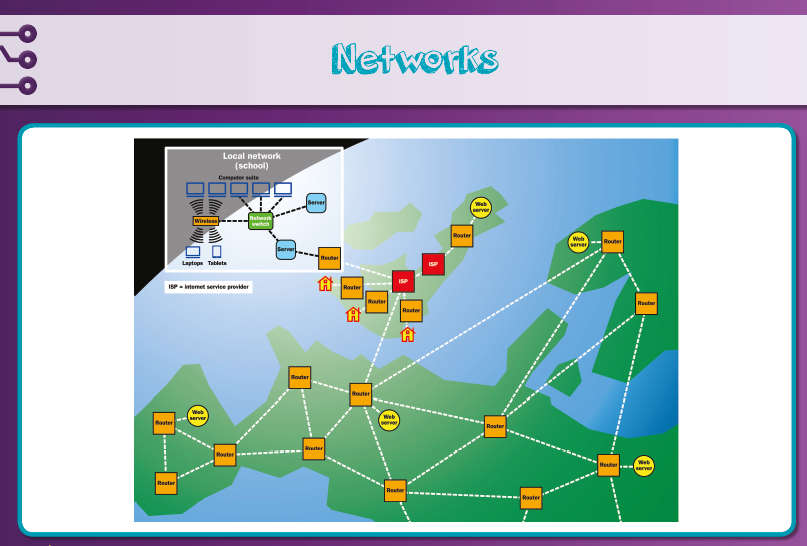 Networks
Local network
(school)
Computer suite
Server
Wireless
Network
switch
Server
Laptops
Tablets
Router
ISP = internet service provider
Web
server
Router
ISP
ISP
Router
Router
Router
Web
server
Router
Router
Router
Router
Web
server
Router
Web
server
Router
Router
Router
Router
Router
Web
server
Router
Router
Router